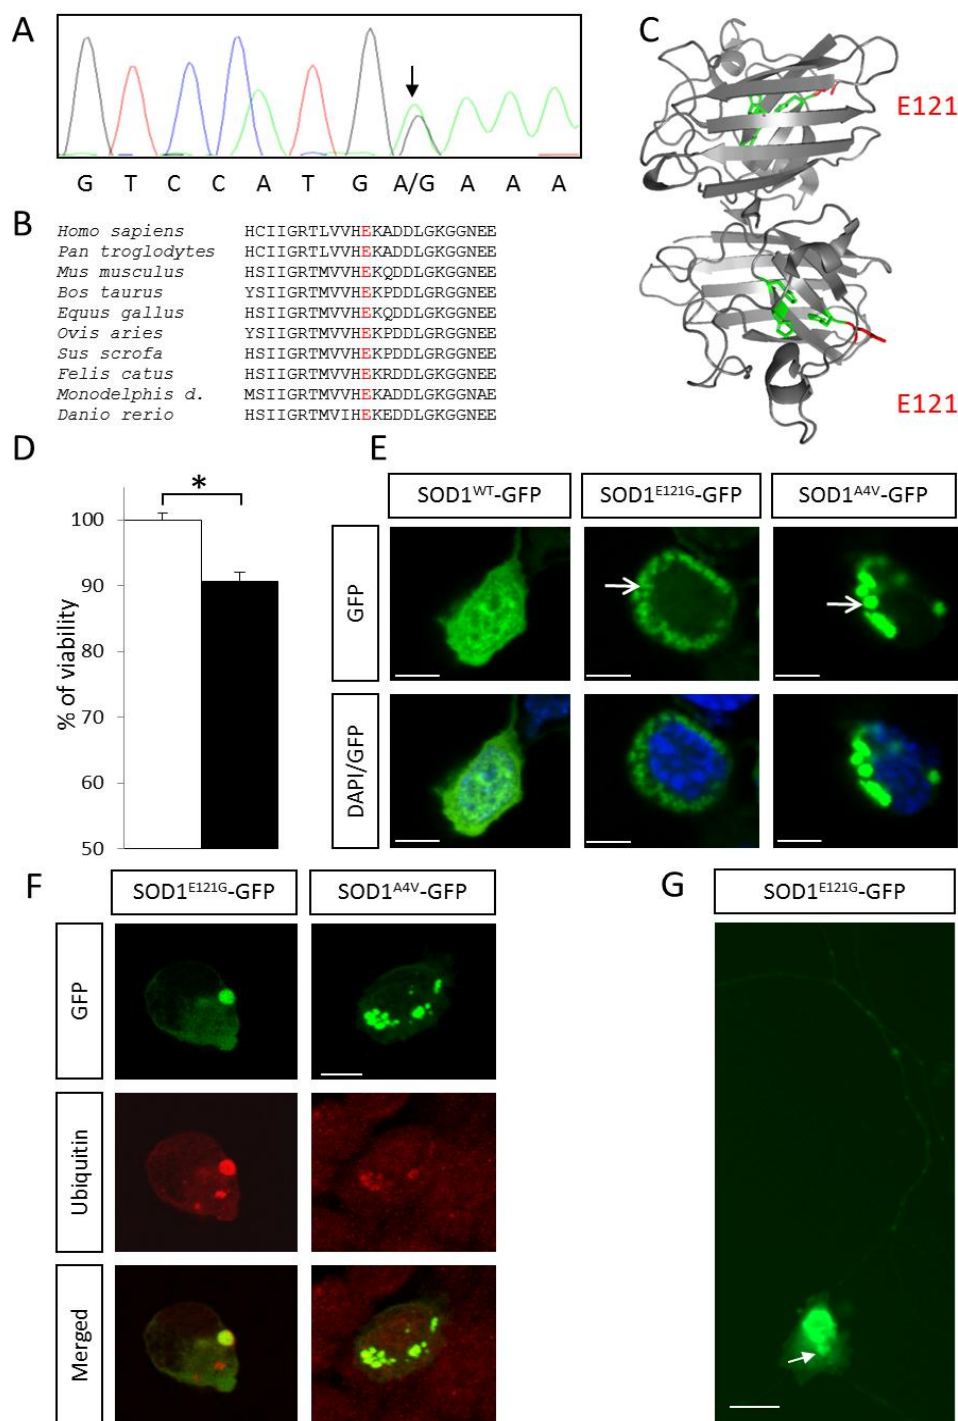 A
G T C C A T G A/G A A A
B
Homo sapiens HCIIGRTLVVHEKADDLGKGGNEE
Pan troglodytes HCIIGRTLVVHEKADDLGKGGNEE
Mus musculus HSIIGRTMVVHEKQDDLGKGGNEE
Bos taurus YSIIGRTMVVHEKPDDLGRGGNEE
Equus gallus HSIIGRTMVVHEKQDDLGKGGNEE
Ovis aries YSIIGRTMVVHEKPDDLGKGGNEE
Sus scrofa HSIIGRTMVVHEKPDDLGKGGNEE
Felis catus HSIIGRTMVVHEKRDDLGKGGNEE
Monodelphis d. MSIIGRTMVVHEKADDLGKGGNAE
Danio rerio HSIIGRTMVIHEKEDDLGKGGNEE
C
E121
E121
D
*
% of viability
100
90
80
70
60
50
E
SOD1WT-GFP SOD1E121G-GFP SOD1A4V-GFP
GFP
DAPI/GFP
F
SOD1E121G-GFP SOD1A4V-GFP
GFP
Ubiquitin
Merged
G
SOD1E121G-GFP